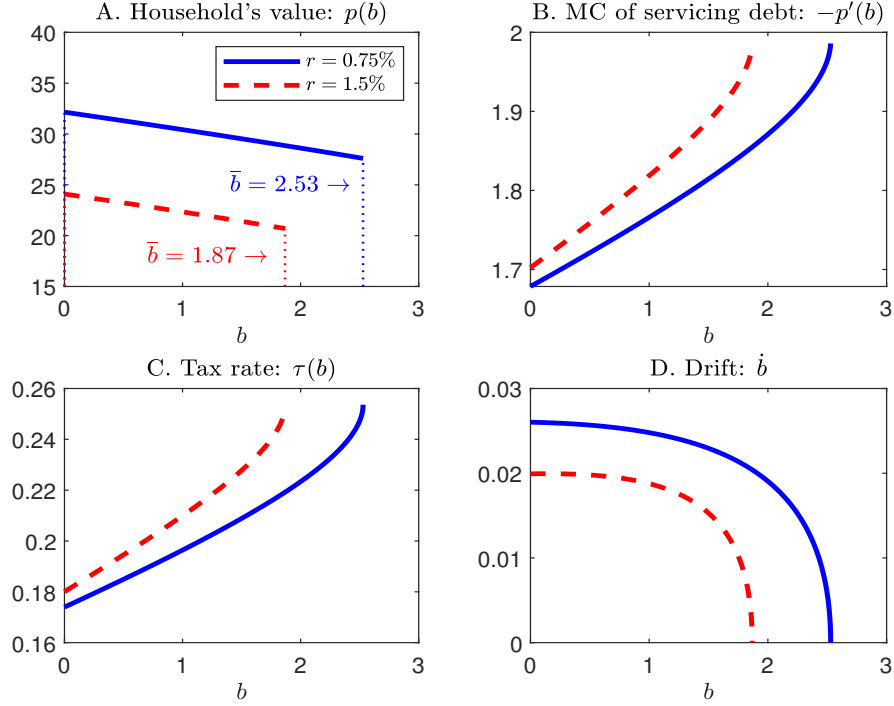 A. Household's value: p(b)
40
35
30
25
20
15
r = 0.75%
r = 1.5%
b̅ = 2.53 →
b̅ = 1.87 →
0 1 2 3
b
B. MC of servicing debt: −p′(b)
2
1.9
1.8
1.7
0 1 2 3
b
C. Tax rate: τ(b)
0.26
0.24
0.22
0.2
0.18
0.16
0 1 2 3
b
D. Drift: ḃ
0.03
0.02
0.01
0
0 1 2 3
b